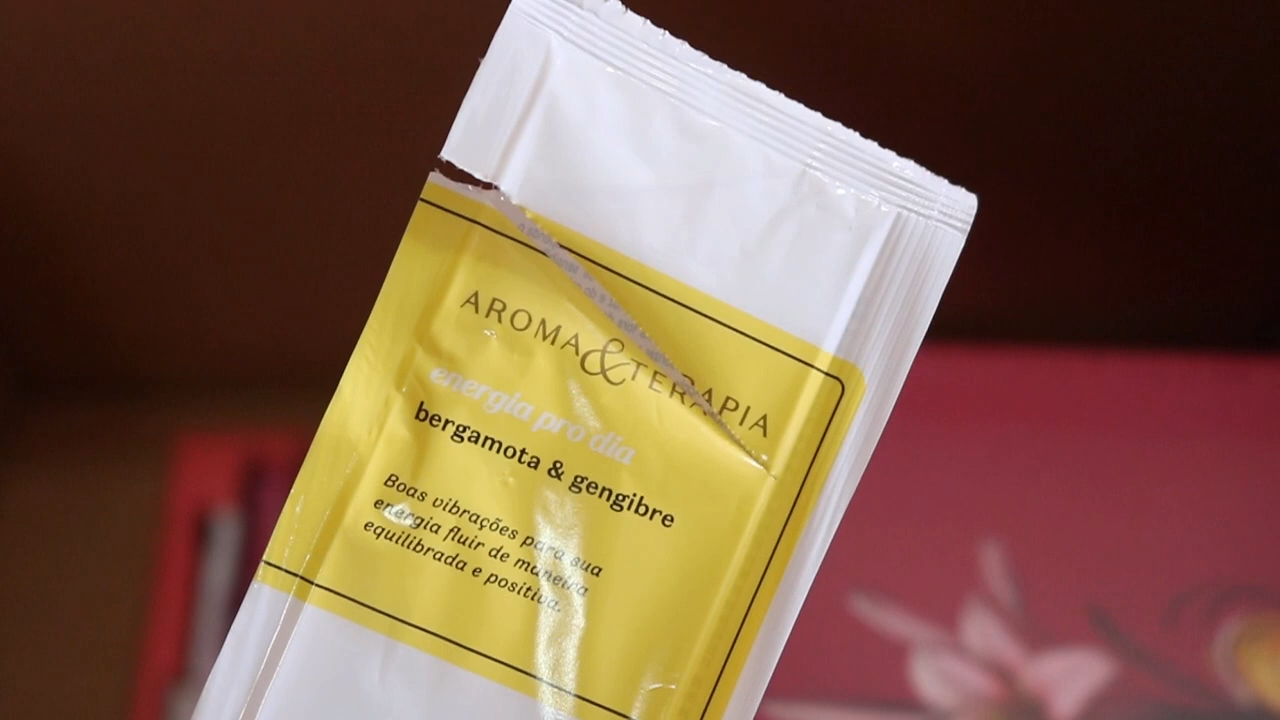 AROMA & TERAPIA
energia pro dia
bergamota & gengibre
Boas vibrações para sua
energia fluir de maneira
equilibrada e positiva.